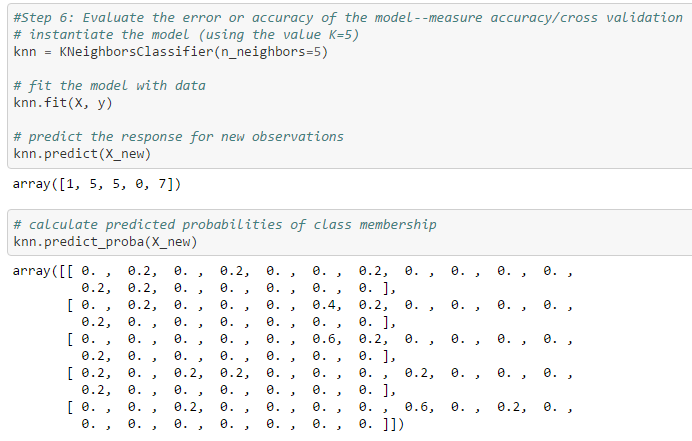 #Step 6: Evaluate the error or accuracy of the model--measure accuracy/cross validation
# instantiate the model (using the value K=5)
knn = KNeighborsClassifier(n_neighbors=5)
# fit the model with data
knn.fit(X, y)
# predict the response for new observations
knn.predict(X_new)
array([1, 5, 5, 0, 7])
# calculate predicted probabilities of class membership
knn.predict_proba(X_new)
array([[ 0. ,  0.2,  0. ,  0.2,  0. ,  0. ,  0.2,  0. ,  0. ,  0. ,  0. ,
         0.2,  0.2,  0. ,  0. ,  0. ,  0. ,  0. ],
       [ 0. ,  0.2,  0. ,  0. ,  0. ,  0.4,  0.2,  0. ,  0. ,  0. ,  0. ,
         0.2,  0. ,  0. ,  0. ,  0. ,  0. ,  0. ],
       [ 0. ,  0. ,  0. ,  0. ,  0. ,  0.6,  0.2,  0. ,  0. ,  0. ,  0. ,
         0.2,  0. ,  0. ,  0. ,  0. ,  0. ,  0. ],
       [ 0.2,  0. ,  0.2,  0.2,  0. ,  0. ,  0. ,  0.2,  0. ,  0. ,  0. ,
         0.2,  0. ,  0. ,  0. ,  0. ,  0. ,  0. ],
       [ 0. ,  0. ,  0.2,  0. ,  0. ,  0. ,  0. ,  0.6,  0. ,  0.2,  0. ,
         0. ,  0. ,  0. ,  0. ,  0. ,  0. ,  0. ]])